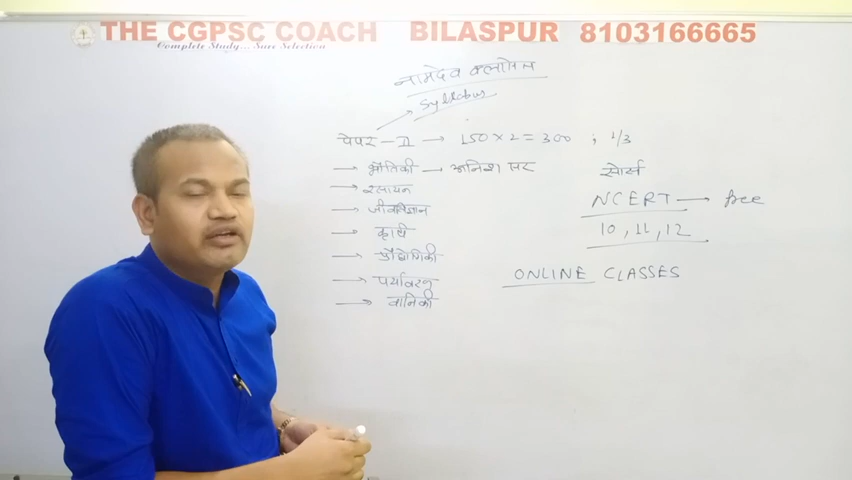 THE CGPSC COACH BILASPUR 8103166665
Complete Study... Sure Selection
नामदेव क्लासेस
Syllabus
पेपर - II → 150 × 2 = 300 ; 1/3
→ भौतिकी → अनिश सर
→ रसायन
→ जीवविज्ञान
→ कृषि
→ औद्योगिकी
→ पर्यावरण
→ वानिकी
सोर्स
NCERT → free
10, 11, 12
ONLINE CLASSES